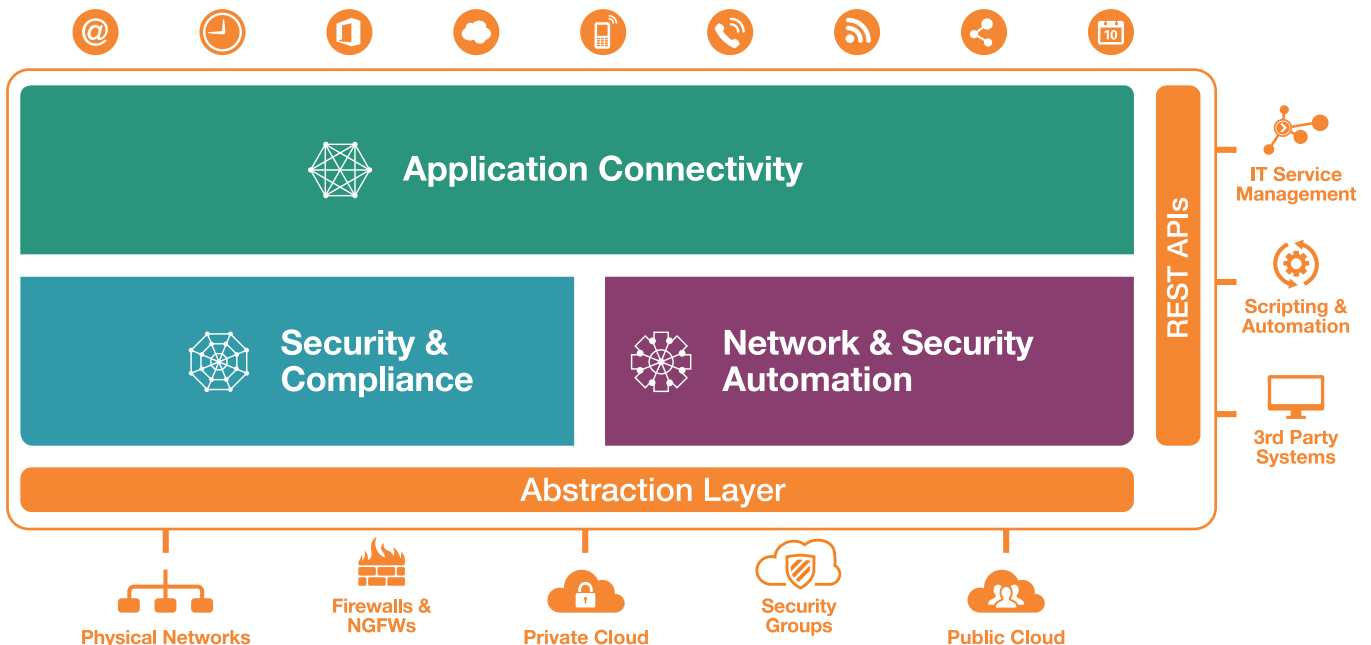 @
10
Application Connectivity
Security &
Compliance
Network & Security
Automation
REST APIs
IT Service
Management
Scripting &
Automation
3rd Party
Systems
Abstraction Layer
Physical Networks
Firewalls &
NGFWs
Private Cloud
Security
Groups
Public Cloud